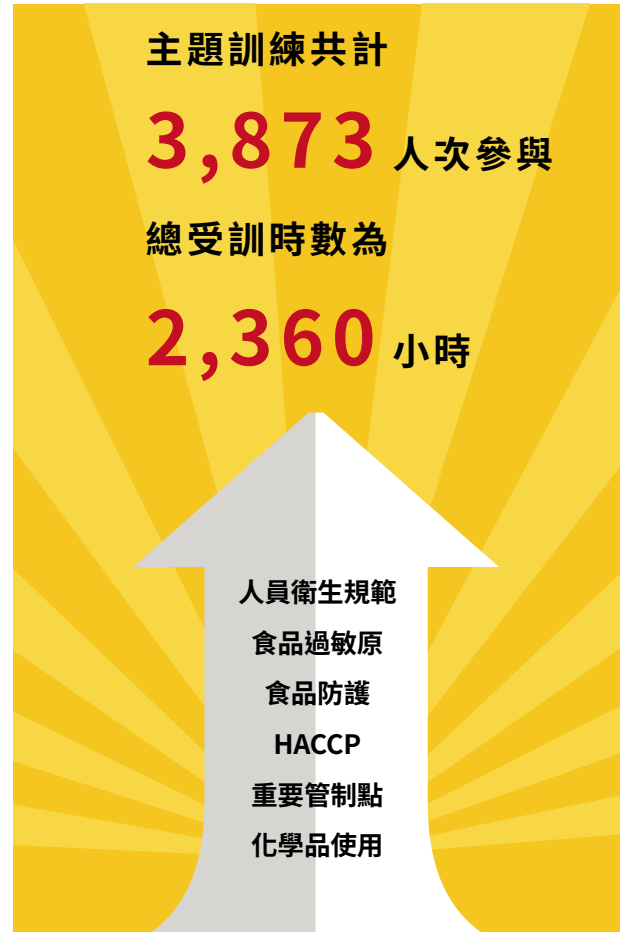 主題訓練共計
3,873 人次參與
總受訓時數為
2,360 小時
人員衛生規範
食品過敏原
食品防護
HACCP
重要管制點
化學品使用